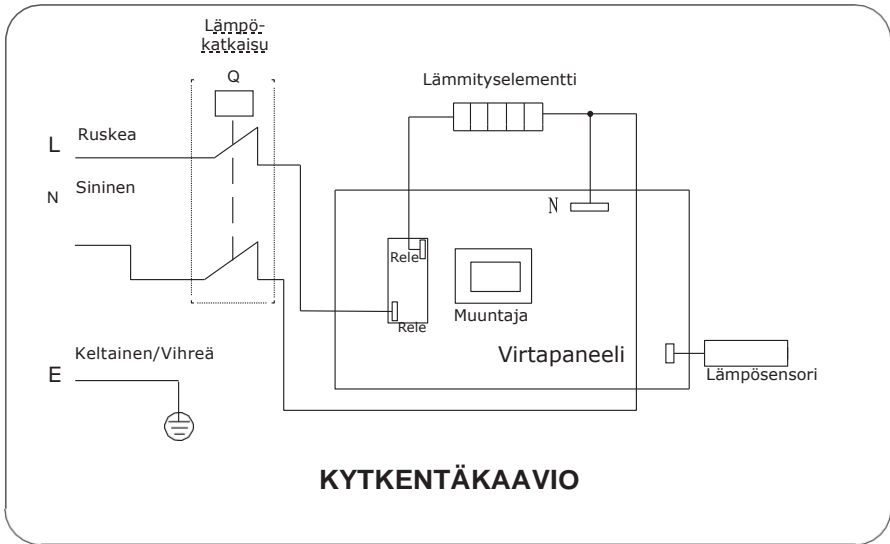 Lämpö-
katkaisu
Q
Lämmityselementti
L Ruskea
N Sininen
N
Rele
Rele
Muuntaja
Virtapaneeli
Lämpösensori
Keltainen/Vihreä
E
KYTKENTÄKAAVIO